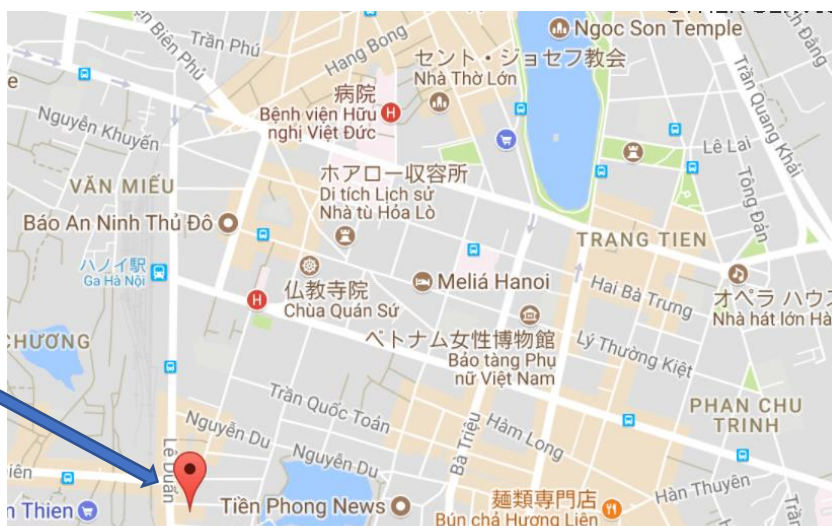 Ngoc Son Temple
Trần Phú
Biên Phủ
Hang Bong
セント・ジョセフ教会
Nhà Thờ Lớn
病院
Bệnh viện Hữu
nghị Việt Đức
Trần Quang Khải
Nguyễn Khuyến
Lê Lai
ホアロー収容所
Di tích Lịch sử
Nhà tù Hỏa Lò
VĂN MIẾU
Tông Đản
Báo An Ninh Thủ Đô
TRANG TIEN
ハノイ駅
Ga Hà Nội
仏教寺院
Chùa Quán Sứ
Meliá Hanoi
Hai Bà Trưng
オペラ ハウ
Nhà hát lớn Hà
ベトナム女性博物館
Bảo tàng Phụ
nữ Việt Nam
Lý Thường Kiệt
CHƯƠNG
Trần Quốc Toản
PHAN CHU
TRINH
Nguyễn Du
Bà Triệu
Hàm Long
Lê Duẩn
Nguyễn Du
Hàn Thuyên
n Thien
Tiền Phong News
麺類専門店
Bún chả Hương Liên